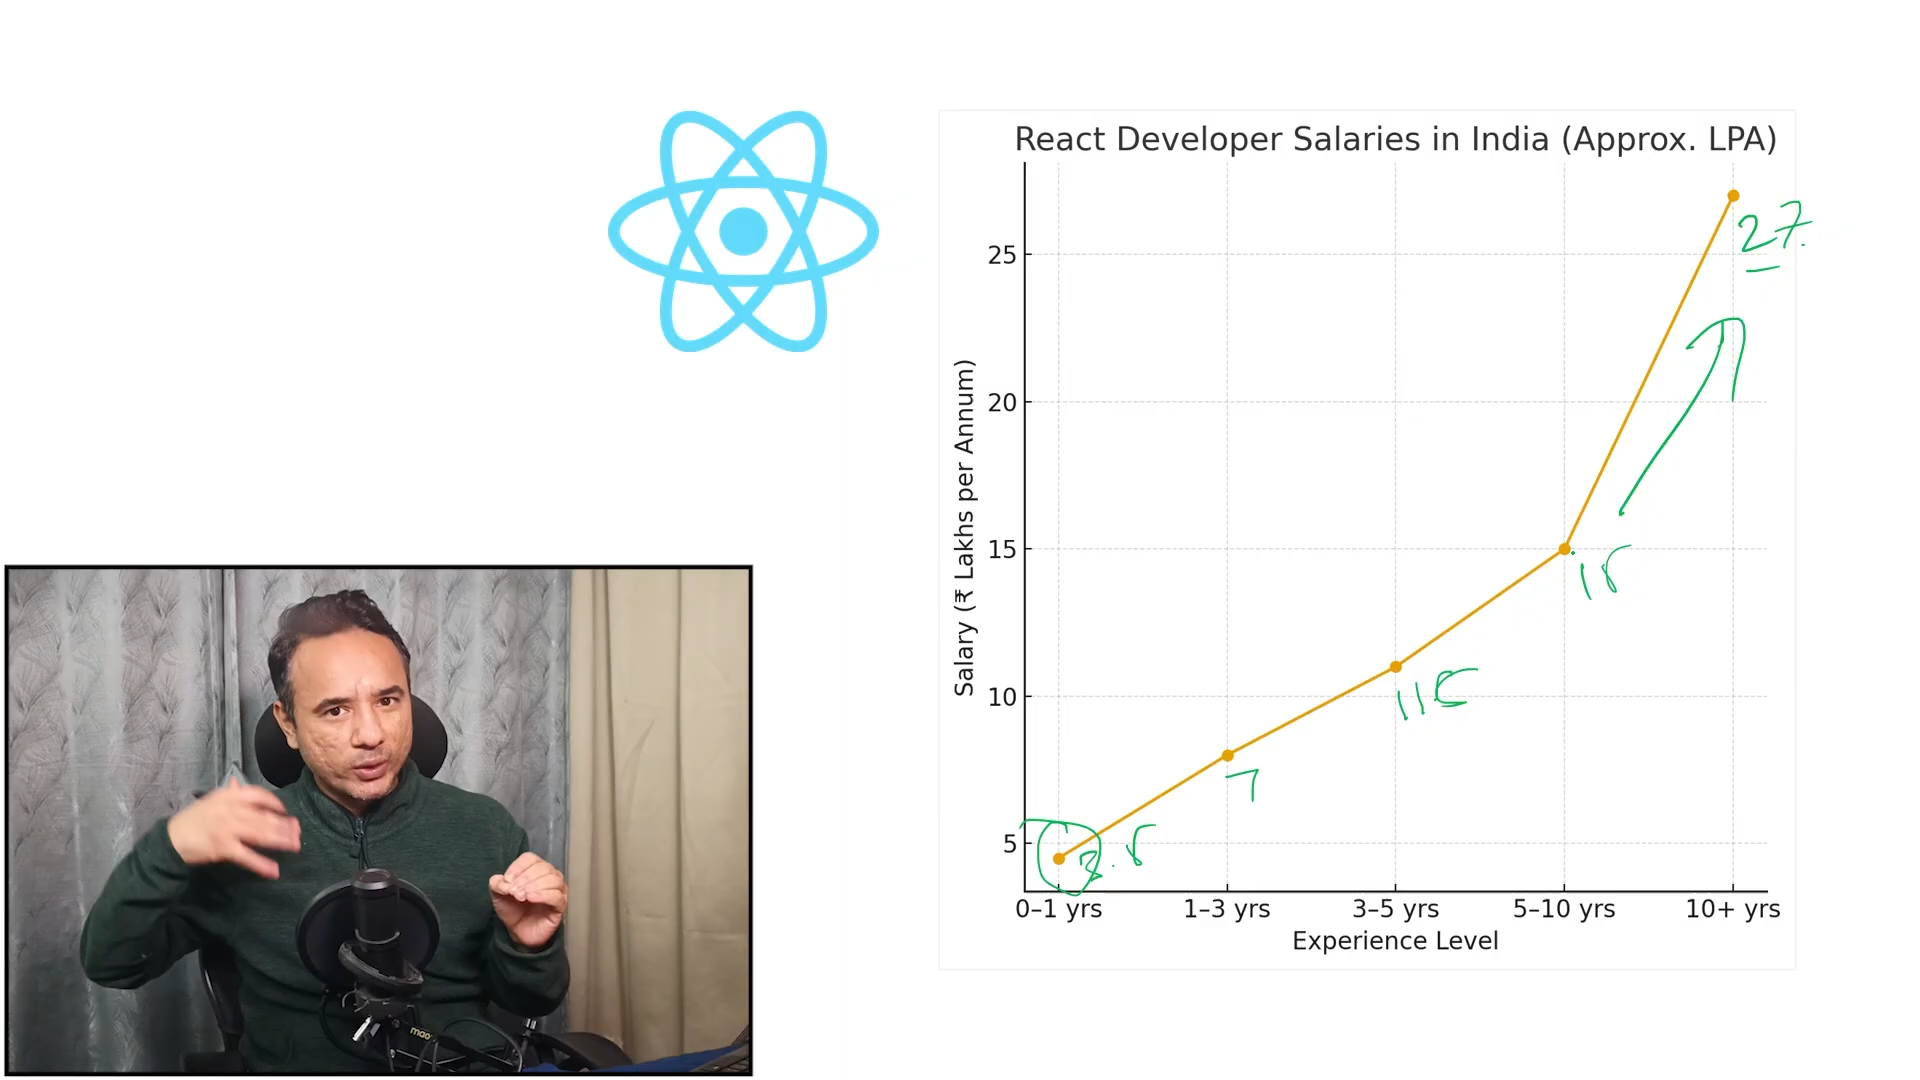 React Developer Salaries in India (Approx. LPA)
Salary (₹ Lakhs per Annum)
25
20
15
10
5
27.
15
11
7
0–1 yrs
1–3 yrs
3–5 yrs
5–10 yrs
10+ yrs
Experience Level